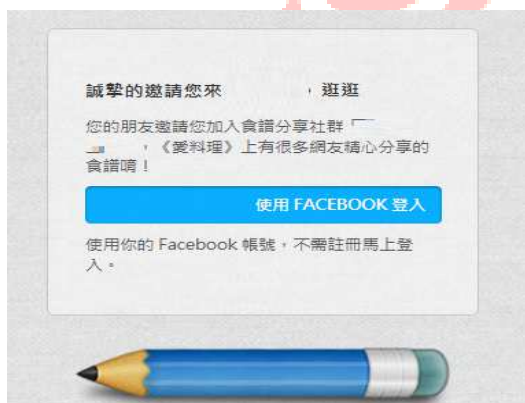 誠摯的邀請您來 ，逛逛
您的朋友邀請您加入食譜分享社群「
，《愛料理》上有很多網友精心分享的
食譜唷！
使用 FACEBOOK 登入
使用你的 Facebook 帳號，不需註冊馬上登
入。